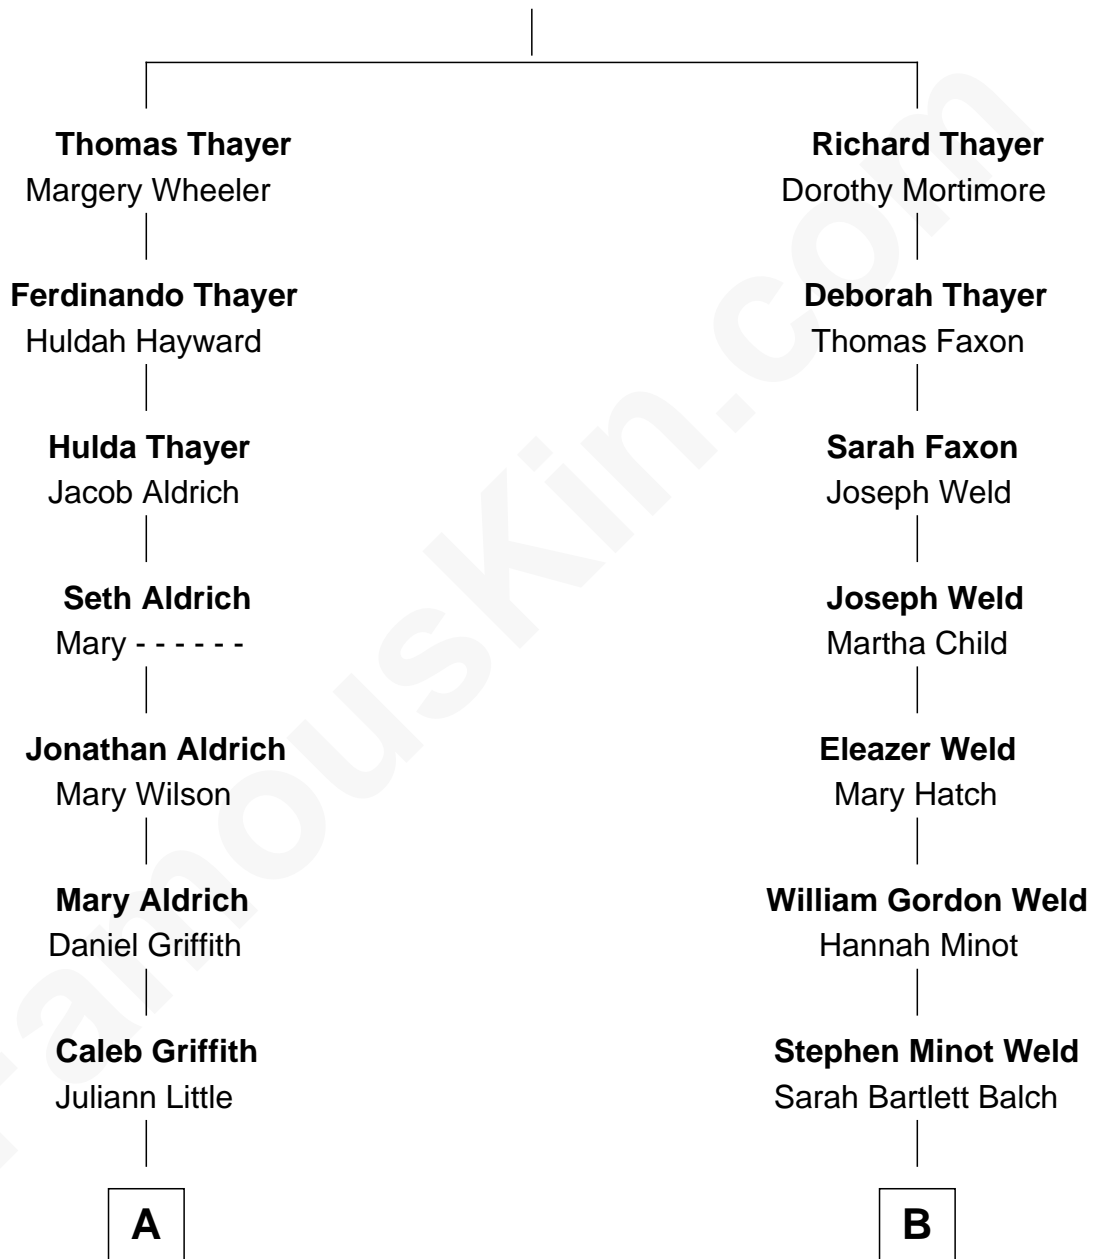 Thomas Thayer
Margery Wheeler
Richard Thayer
Dorothy Mortimore
Ferdinando Thayer
Huldah Hayward
Deborah Thayer
Thomas Faxon
Hulda Thayer
Jacob Aldrich
Sarah Faxon
Joseph Weld
Seth Aldrich
Mary - - - - - -
Joseph Weld
Martha Child
Jonathan Aldrich
Mary Wilson
Eleazer Weld
Mary Hatch
Mary Aldrich
Daniel Griffith
William Gordon Weld
Hannah Minot
Caleb Griffith
Juliann Little
Stephen Minot Weld
Sarah Bartlett Balch
A
B
FamousKin.com